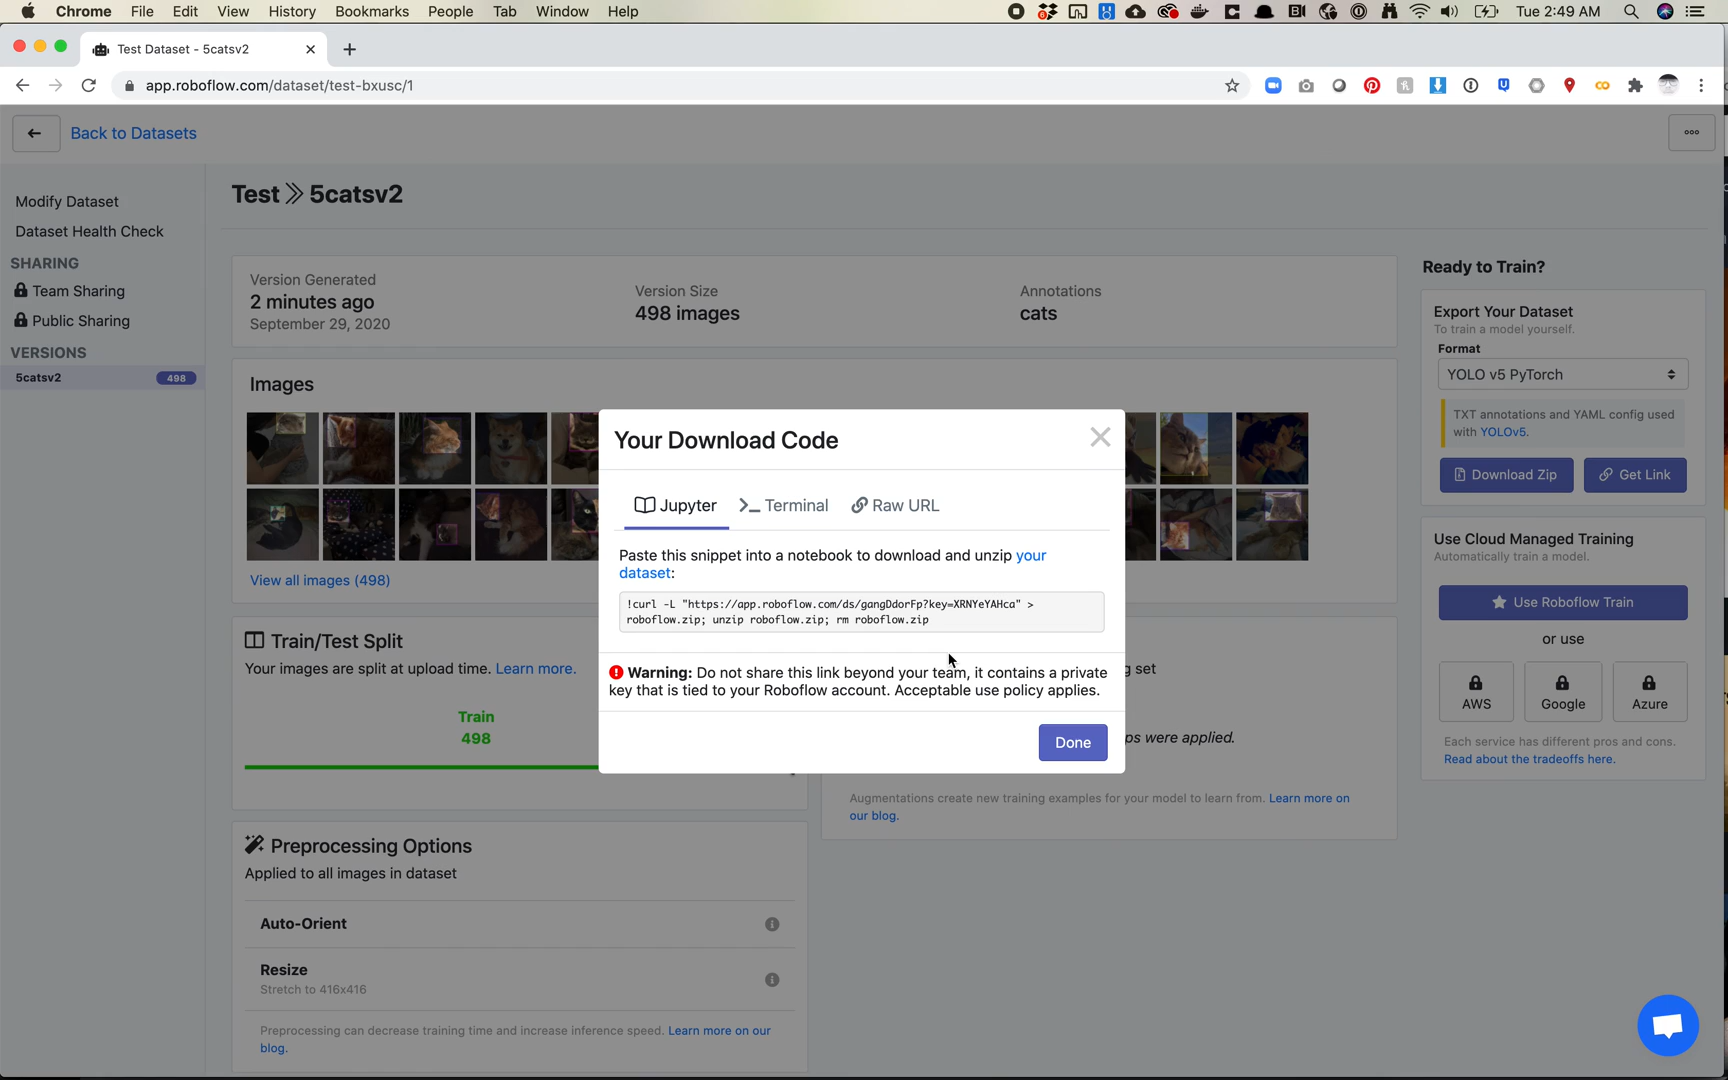 Chrome File Edit View History Bookmarks People Tab Window Help
Tue 2:49 AM
Test Dataset - 5catsv2
app.roboflow.com/dataset/test-bxusc/1
Back to Datasets
Modify Dataset
Dataset Health Check
SHARING
Team Sharing
Public Sharing
VERSIONS
5catsv2 498
Test 5catsv2
Version Generated
2 minutes ago
September 29, 2020
Version Size
498 images
Annotations
cats
Images
View all images (498)
Train/Test Split
Your images are split at upload time. Learn more.
Train
498
Preprocessing Options
Applied to all images in dataset
Auto-Orient
Resize
Stretch to 416x416
Preprocessing can decrease training time and increase inference speed. Learn more on our
blog.
Your Download Code
Jupyter Terminal Raw URL
Paste this snippet into a notebook to download and unzip your
dataset:
!curl -L "https://app.roboflow.com/ds/gangDdorFp?key=XRNYeYAHca" >
roboflow.zip; unzip roboflow.zip; rm roboflow.zip
Warning: Do not share this link beyond your team, it contains a private
key that is tied to your Roboflow account. Acceptable use policy applies.
Done
g set
ps were applied.
Augmentations create new training examples for your model to learn from. Learn more on
our blog.
Ready to Train?
Export Your Dataset
To train a model yourself.
Format
YOLO v5 PyTorch
TXT annotations and YAML config used
with YOLOv5.
Download Zip Get Link
Use Cloud Managed Training
Automatically train a model.
Use Roboflow Train
or use
AWS Google Azure
Each service has different pros and cons.
Read about the tradeoffs here.